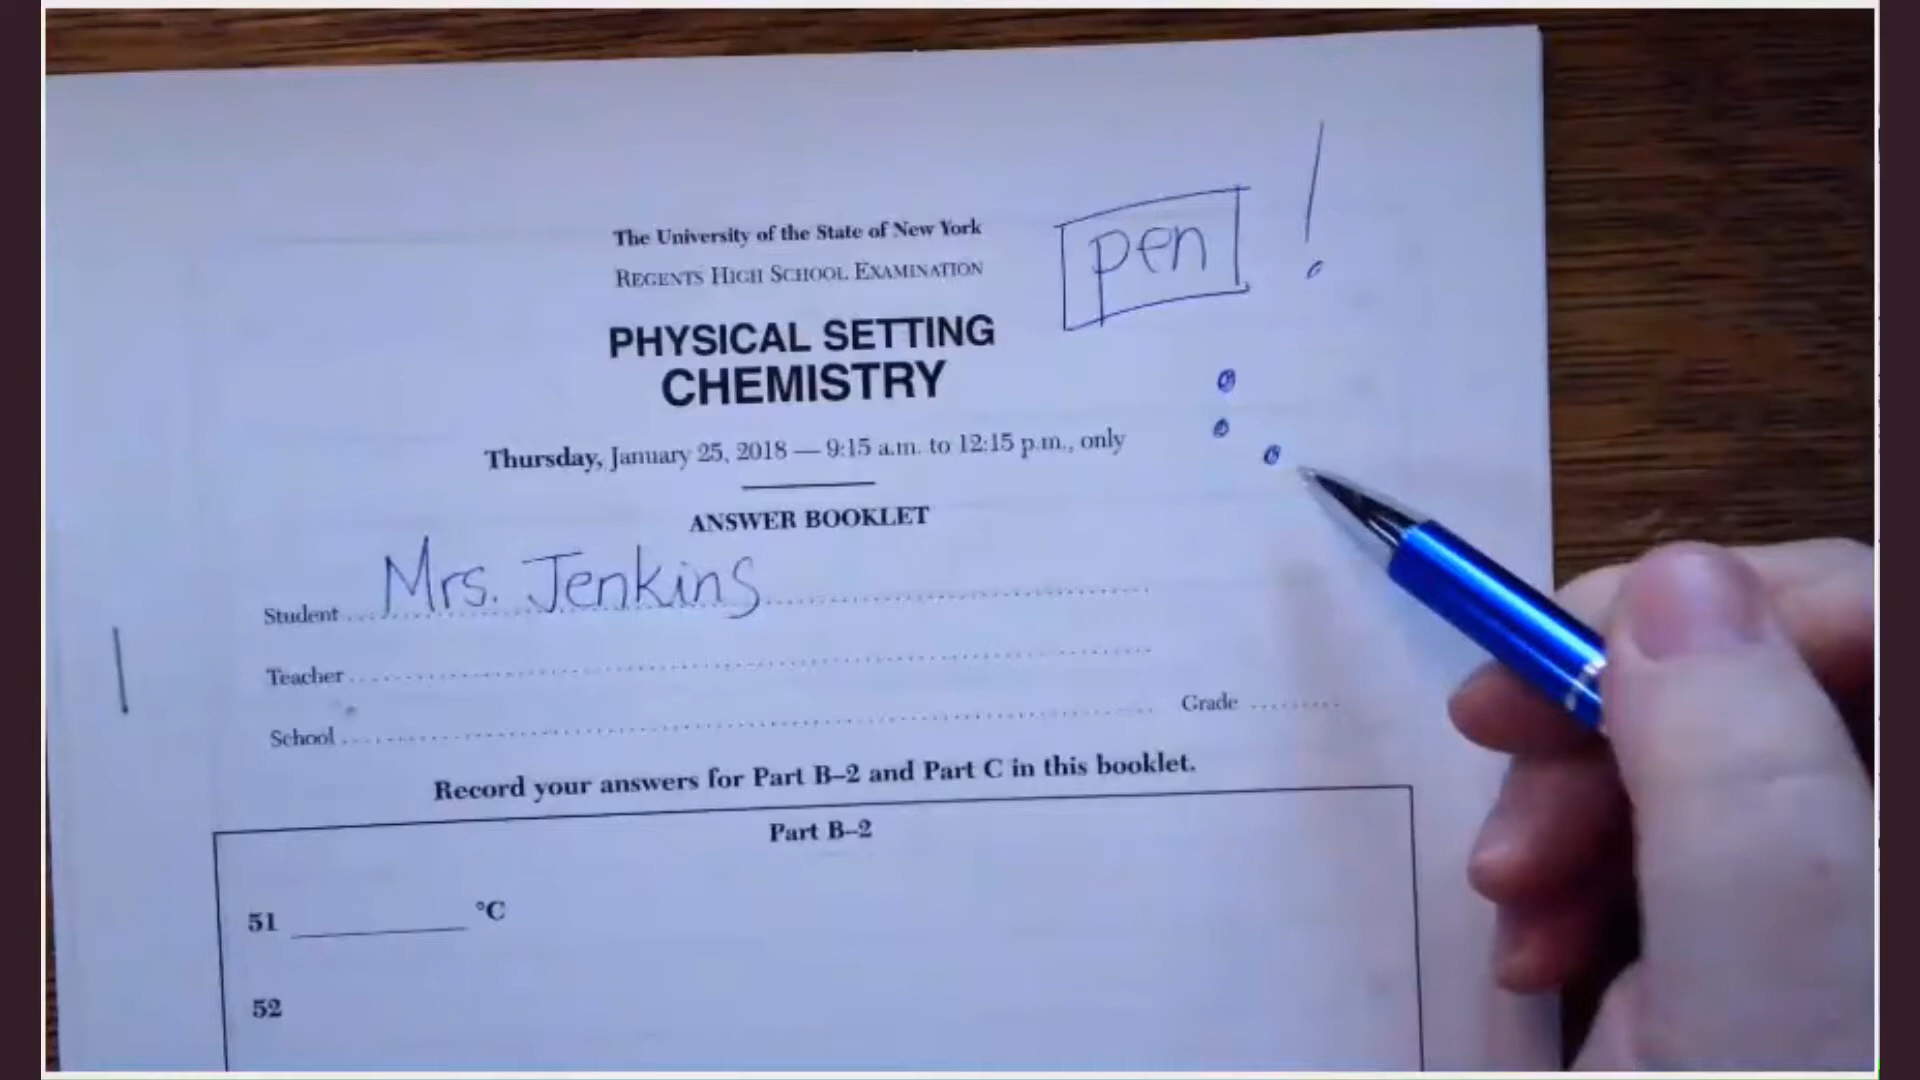 The University of the State of New York
REGENTS HIGH SCHOOL EXAMINATION
pen !
PHYSICAL SETTING
CHEMISTRY
Thursday, January 25, 2018 — 9:15 a.m. to 12:15 p.m., only
ANSWER BOOKLET
Student Mrs. Jenkins
Teacher
School
Grade
Record your answers for Part B–2 and Part C in this booklet.
Part B–2
51 °C
52